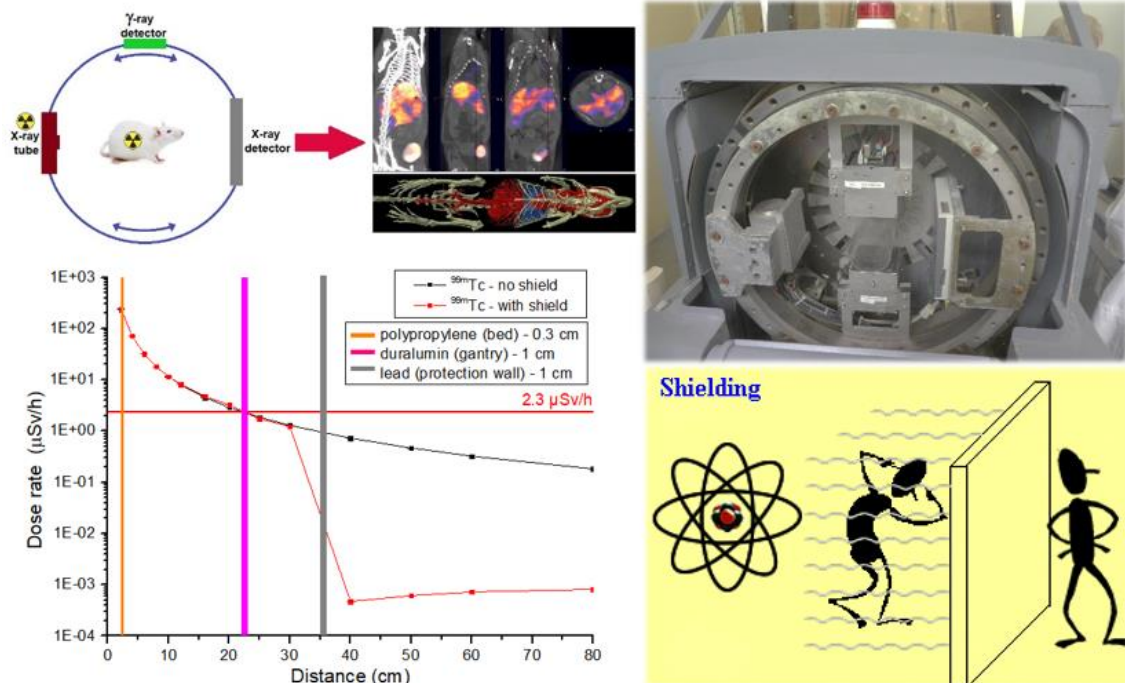 γ-ray
detector
X-ray
tube
X-ray
detector
1E+03
1E+02
1E+01
1E+00
1E-01
1E-02
1E-03
1E-04
Dose rate (µSv/h)
⁹⁹ᵐTc - no shield
⁹⁹ᵐTc - with shield
polypropylene (bed) - 0.3 cm
duralumin (gantry) - 1 cm
lead (protection wall) - 1 cm
2.3 µSv/h
0 10 20 30 40 50 60 70 80
Distance (cm)
Shielding